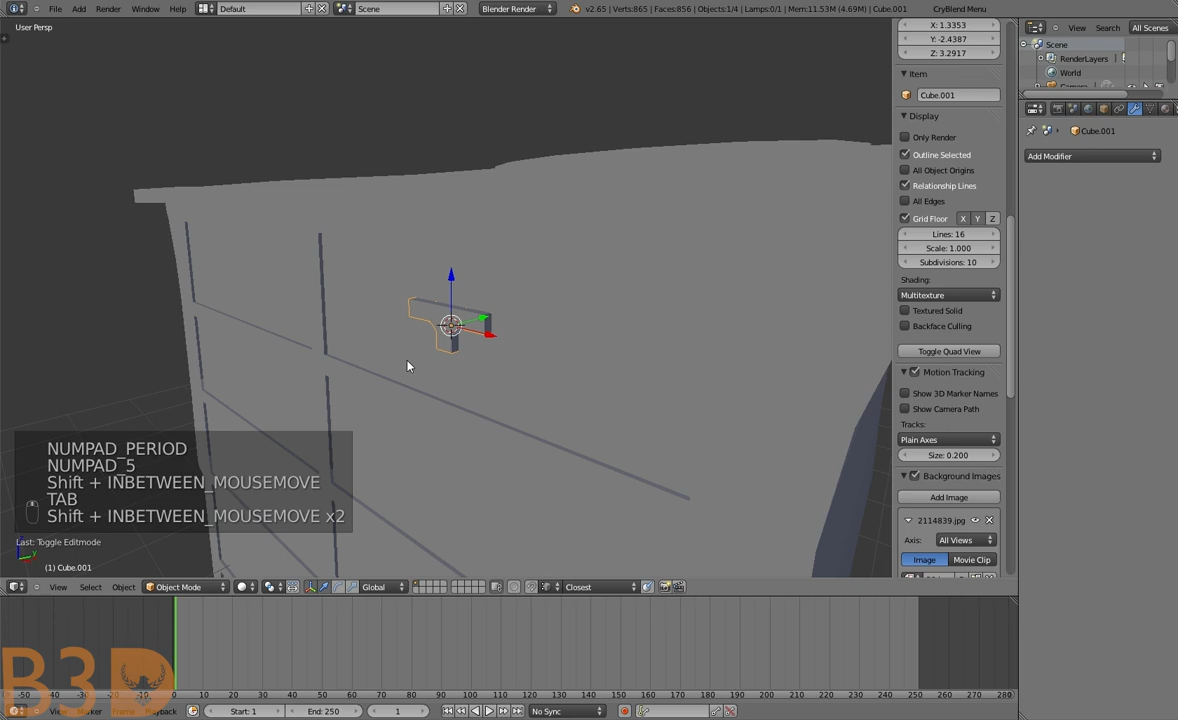 File Add Render Window Help Default Scene Blender Render v2.65 | Verts:865 | Faces:856 | Objects:1/4 | Lamps:0/1 | Mem:11.53M (4.69M) | Cube.001 CryBlend Menu
User Persp
X: 1.3353
Y: -2.4387
Z: 3.2917
Item
Cube.001
Display
Only Render
Outline Selected
All Object Origins
Relationship Lines
All Edges
Grid Floor X Y Z
Lines: 16
Scale: 1.000
Subdivisions: 10
Shading:
Multitexture
Textured Solid
Backface Culling
Toggle Quad View
Motion Tracking
Show 3D Marker Names
Show Camera Path
Tracks:
Plain Axes
Size: 0.200
Background Images
Add Image
2114839.jpg
Axis: All Views
Image Movie Clip
View Search All Scenes
Scene
RenderLayers
World
Cube.001
Add Modifier
NUMPAD_PERIOD
NUMPAD_5
Shift + INBETWEEN_MOUSEMOVE
TAB
Shift + INBETWEEN_MOUSEMOVE x2
Last: Toggle Editmode
(1) Cube.001
View Select Object Object Mode Global Closest
B3D
-50 -40 -30 -20 -10 0 10 20 30 40 50 60 70 80 90 100 110 120 130 140 150 160 170 180 190 200 210 220 230 240 250 260 270 280
View Marker Frame Playback Start: 1 End: 250 1 No Sync